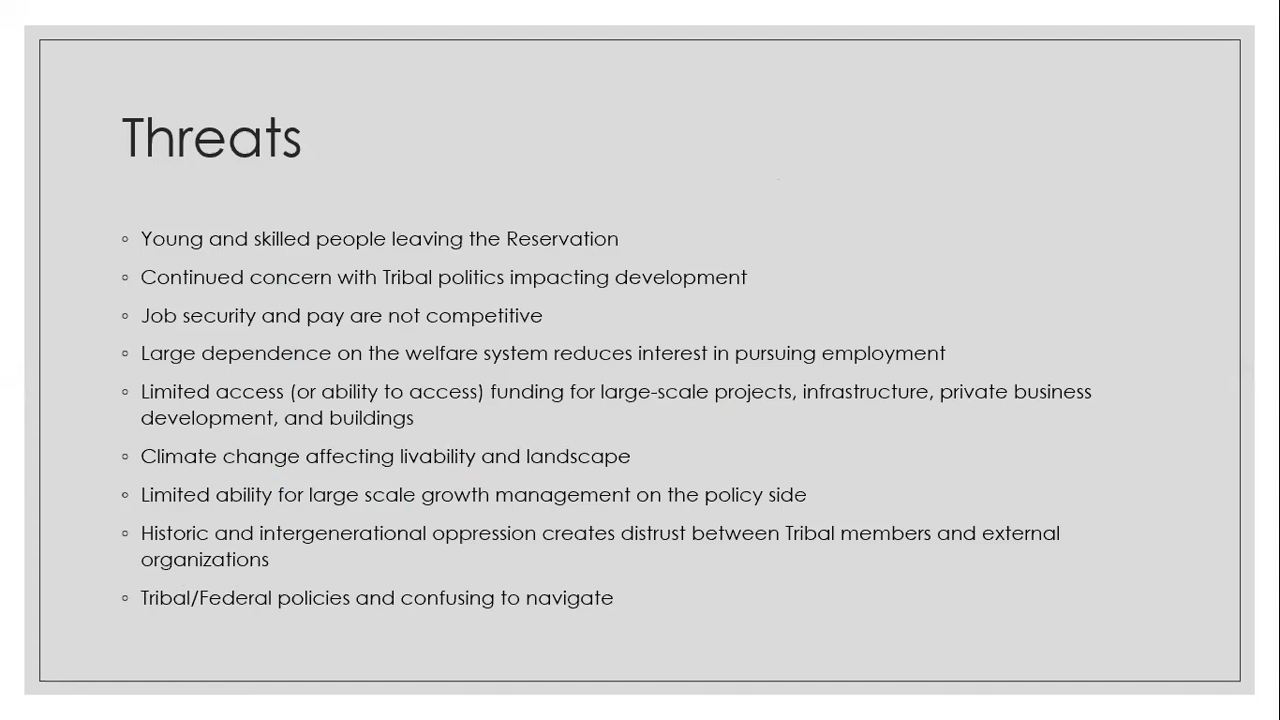 Threats
◦ Young and skilled people leaving the Reservation
◦ Continued concern with Tribal politics impacting development
◦ Job security and pay are not competitive
◦ Large dependence on the welfare system reduces interest in pursuing employment
◦ Limited access (or ability to access) funding for large-scale projects, infrastructure, private business
development, and buildings
◦ Climate change affecting livability and landscape
◦ Limited ability for large scale growth management on the policy side
◦ Historic and intergenerational oppression creates distrust between Tribal members and external
organizations
◦ Tribal/Federal policies and confusing to navigate